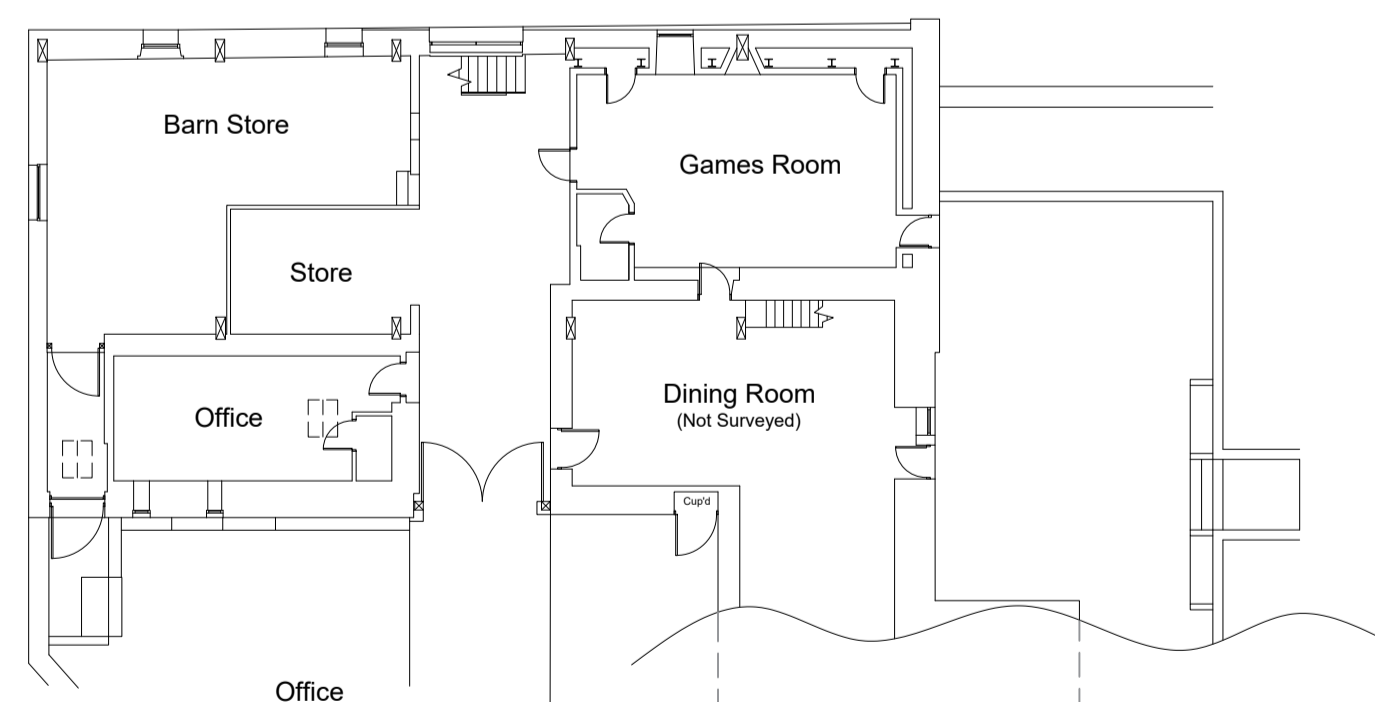 Barn Store
Games Room
Store
Dining Room
(Not Surveyed)
Office
Cup'd
Office